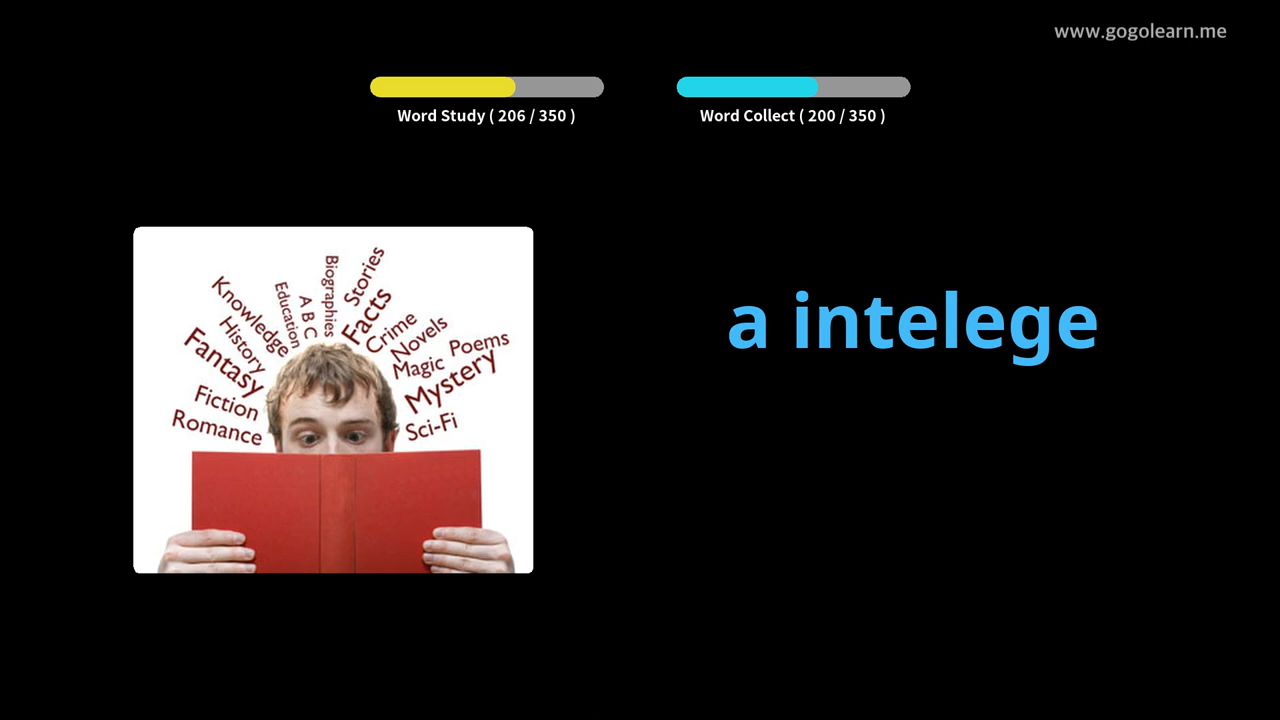 www.gogolearn.me
Word Study ( 206 / 350 )
Word Collect ( 200 / 350 )
a intelege
Biographies
Stories
Education
A B C
Facts
Knowledge
History
Crime
Novels
Poems
Fantasy
Magic
Mystery
Fiction
Romance
Sci-Fi